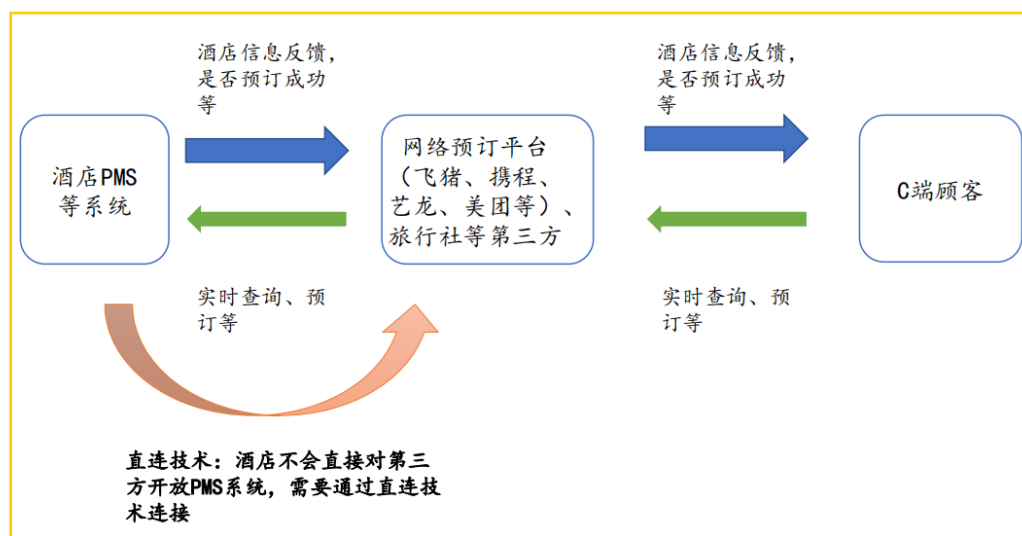 酒店信息反馈，
是否预订成功
等
酒店信息反馈，
是否预订成功
等
酒店PMS
等系统
网络预订平台
（飞猪、携程、
艺龙、美团等）、
旅行社等第三方
C端顾客
实时查询、预
订等
实时查询、预
订等
直连技术：酒店不会直接对第三
方开放PMS系统，需要通过直连技
术连接